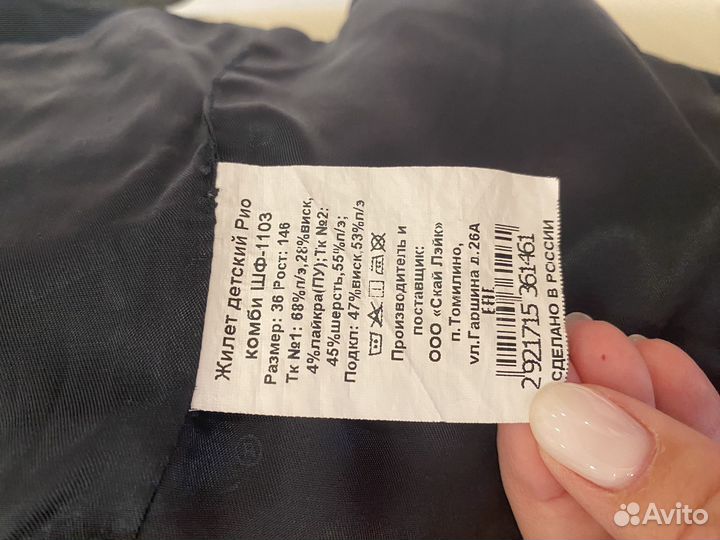 Жилет детский Рио
комби ШФ-1103
Размер: 36 Рост: 146
Тк №1: 68%п/э,28%виск,
4%лайкра(ПУ);Тк №2:
45%шерсть,55%п/э;
Подкл: 47%виск,53%п/э
Производитель и
поставщик:
ООО «Скай Лэйк»
п. Томилино,
ул.Гаршина д.26А
EAC
2921715 361461
СДЕЛАНО В РОССИИ
Avito